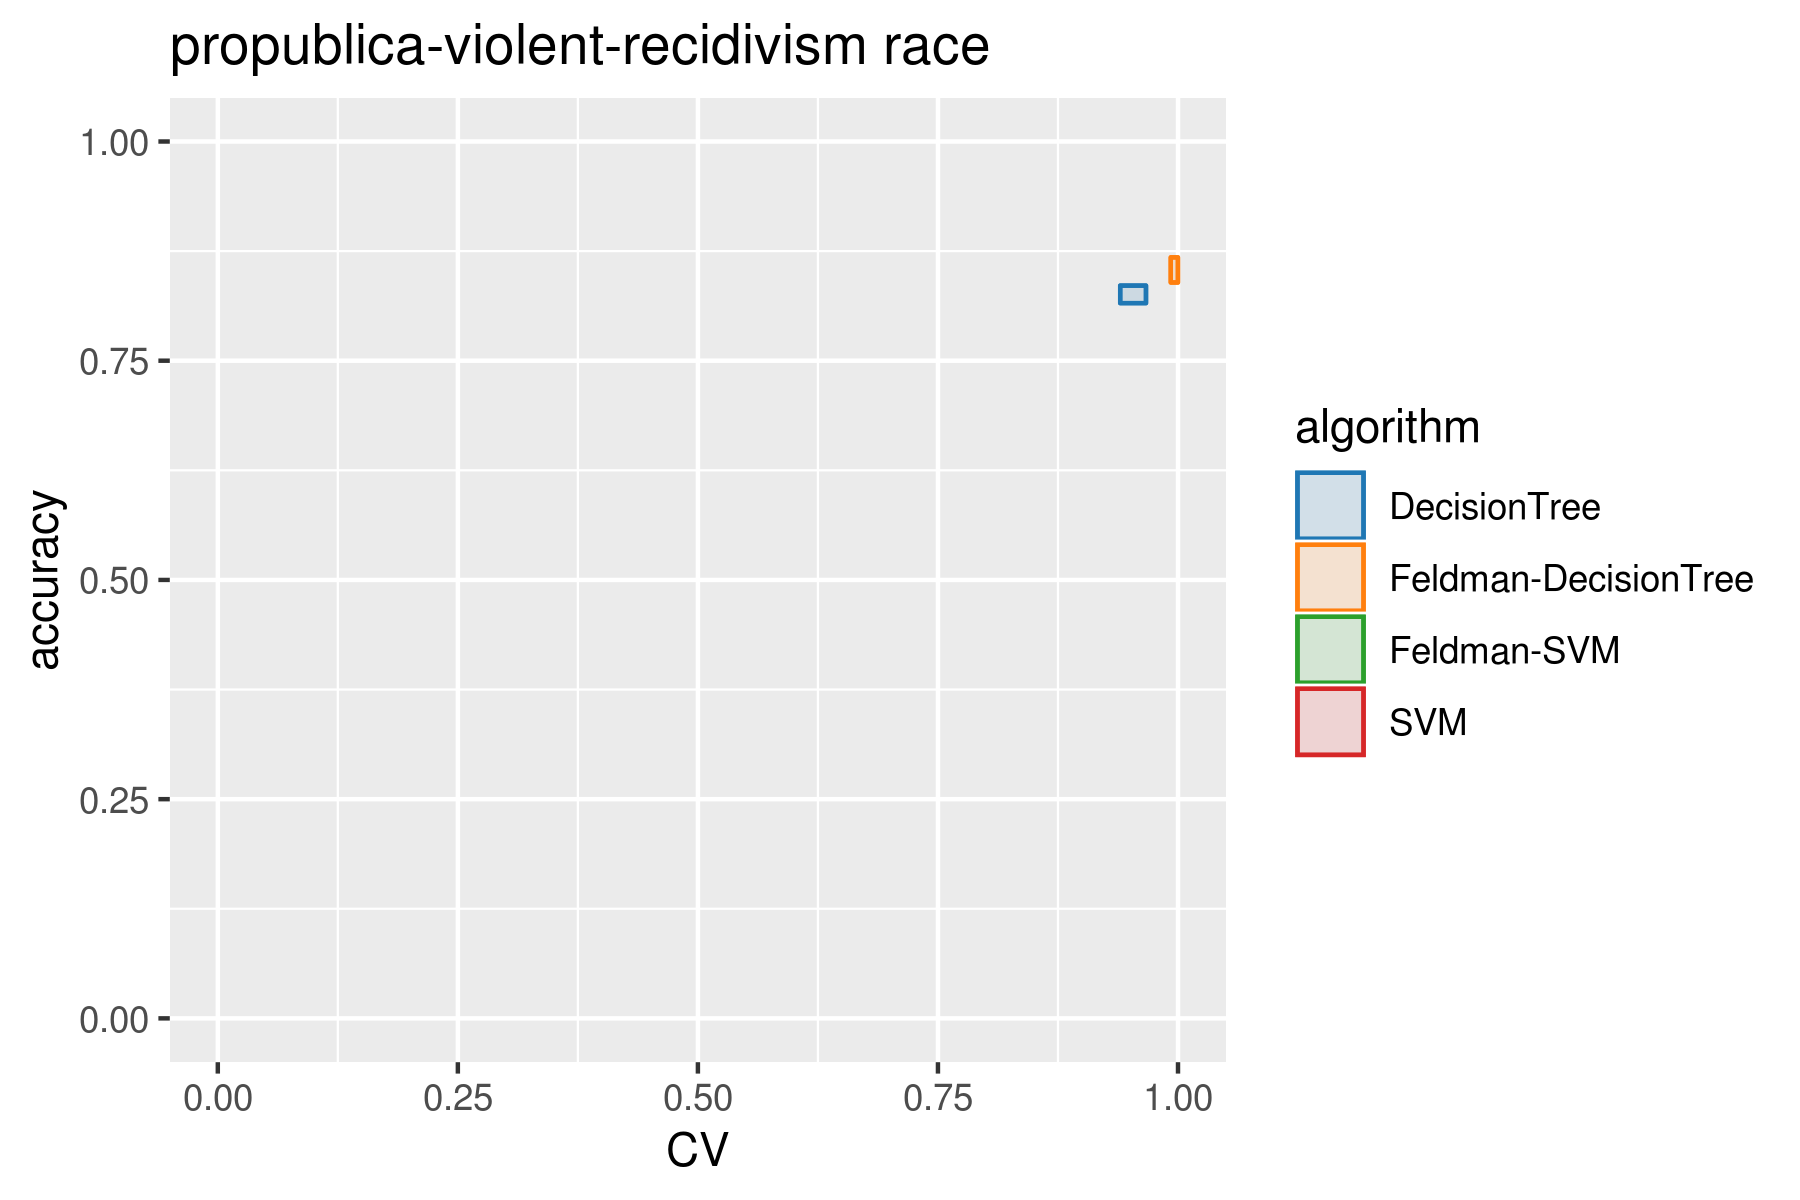 propublica-violent-recidivism race
1.00
0.75
0.50
0.25
0.00
accuracy
0.00 0.25 0.50 0.75 1.00
CV
algorithm
DecisionTree
Feldman-DecisionTree
Feldman-SVM
SVM